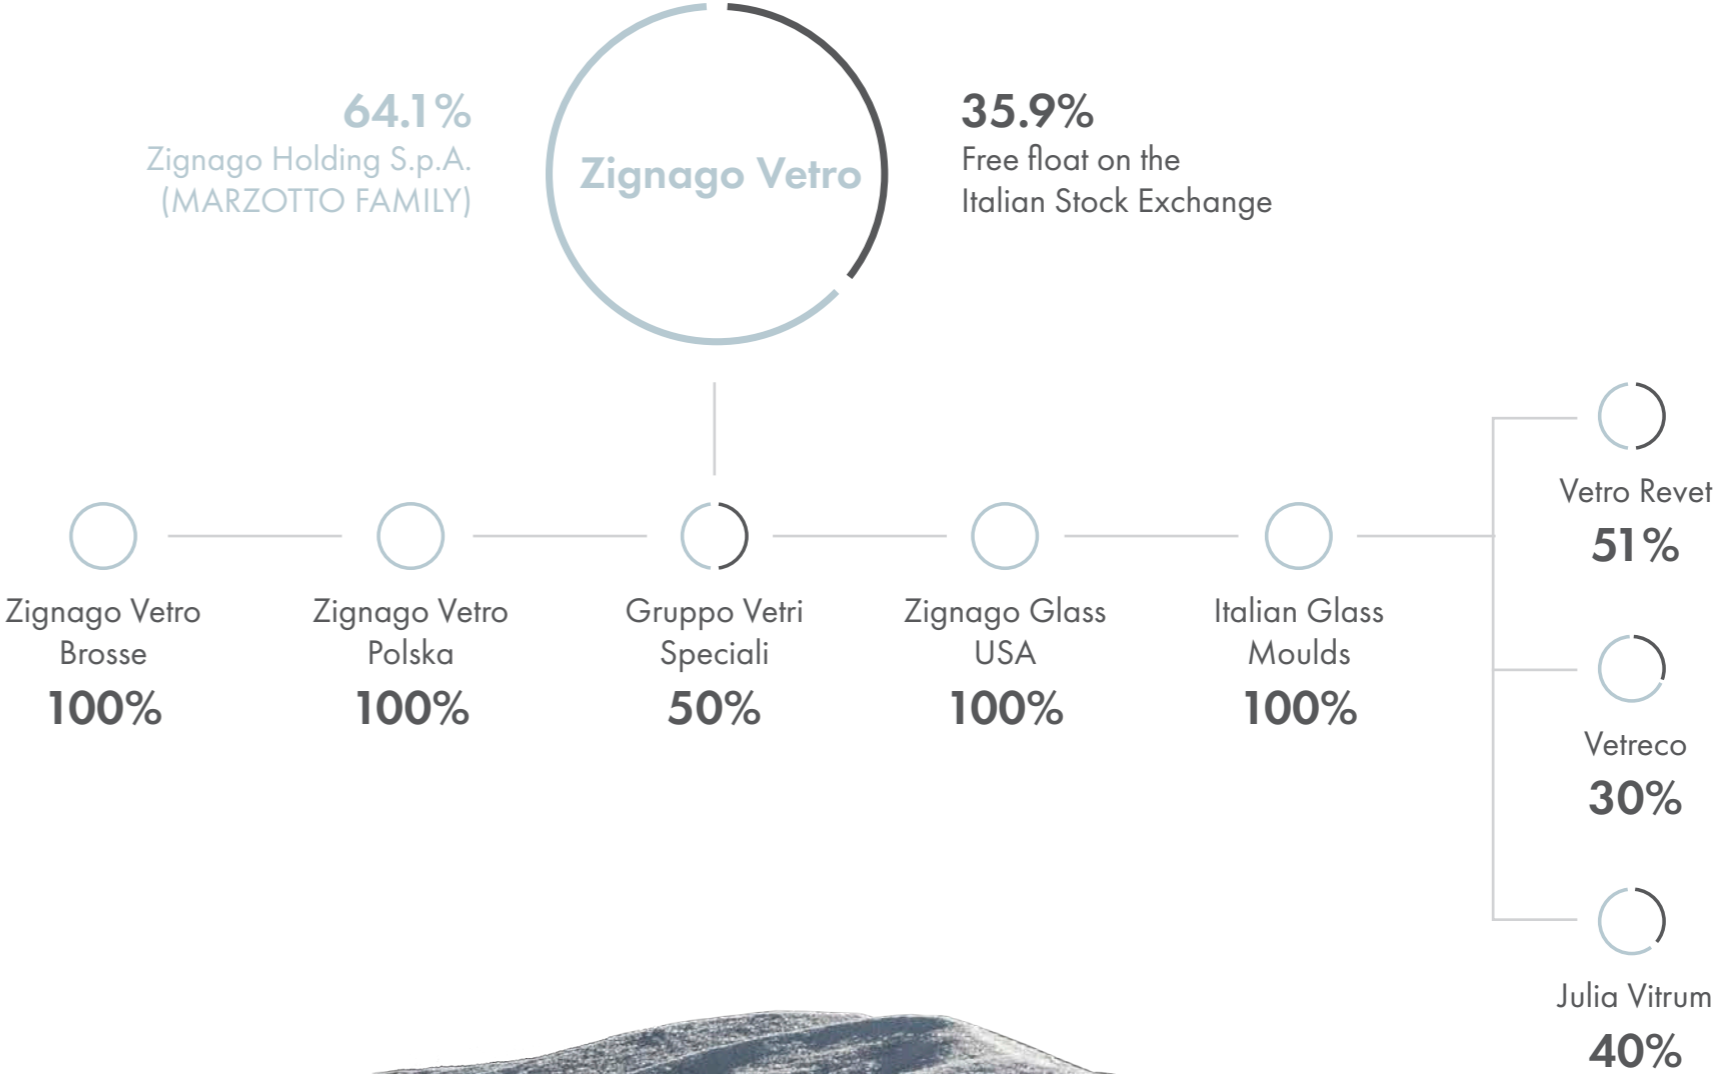 64.1%
Zignago Holding S.p.A.
(MARZOTTO FAMILY)
Zignago Vetro
35.9%
Free float on the
Italian Stock Exchange
Zignago Vetro
Brosse
100%
Zignago Vetro
Polska
100%
Gruppo Vetri
Speciali
50%
Zignago Glass
USA
100%
Italian Glass
Moulds
100%
Vetro Revet
51%
Vetreco
30%
Julia Vitrum
40%